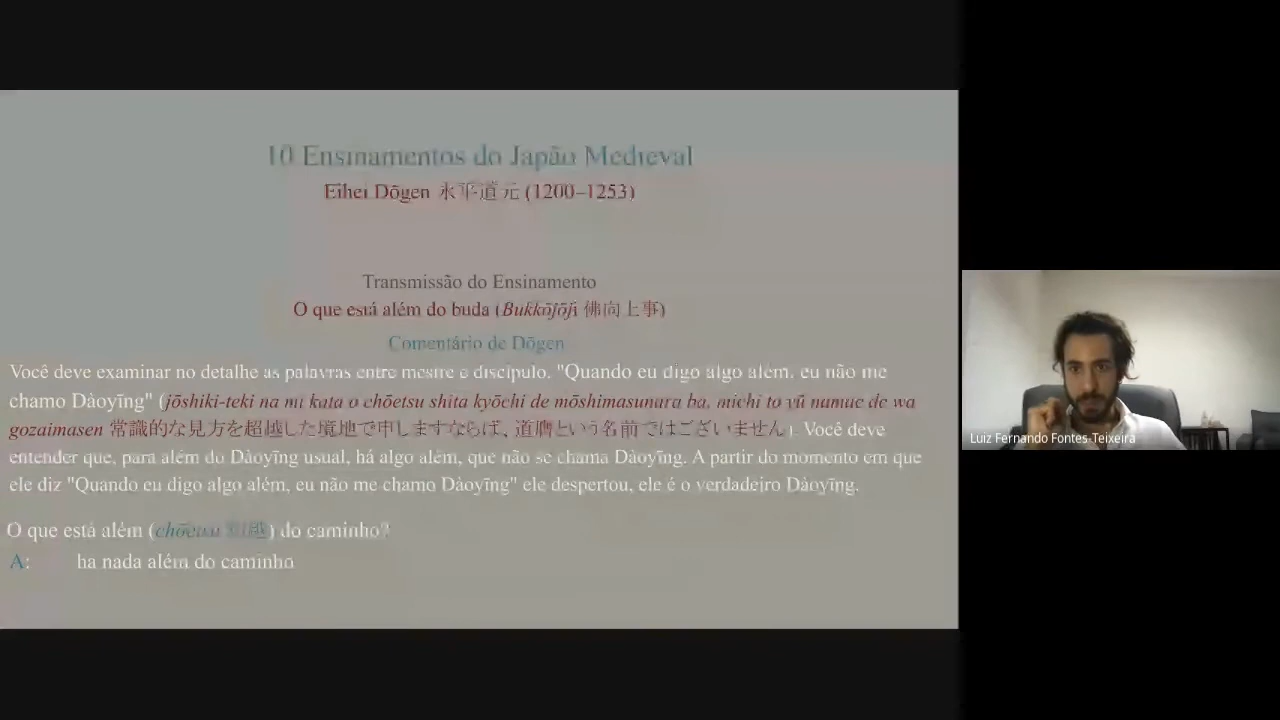 10 Ensinamentos do Japão Medieval
Eihei Dōgen 永平道元 (1200–1253)
Transmissão do Ensinamento
O que está além do buda (Bukkōjōji 佛向上事)
Comentário de Dōgen
Você deve examinar no detalhe as palavras entre mestre e discípulo. "Quando eu digo algo além, eu não me
chamo Dàoyīng" (jōshiki-teki na mi kata o chōetsu shita kyōchi de mōshimasunara ba, michi to yū namae de wa
gozaimasen 常識的な見方を超越した境地で申しますならば、道膺という名前ではございません). Você deve
entender que, para além do Dàoyīng usual, há algo além, que não se chama Dàoyīng. A partir do momento em que
ele diz "Quando eu digo algo além, eu não me chamo Dàoyīng" ele despertou, ele é o verdadeiro Dàoyīng.
O que está além (chōetsu 超越) do caminho?
A: ha nada além do caminho
Luiz Fernando Fontes-Teixeira